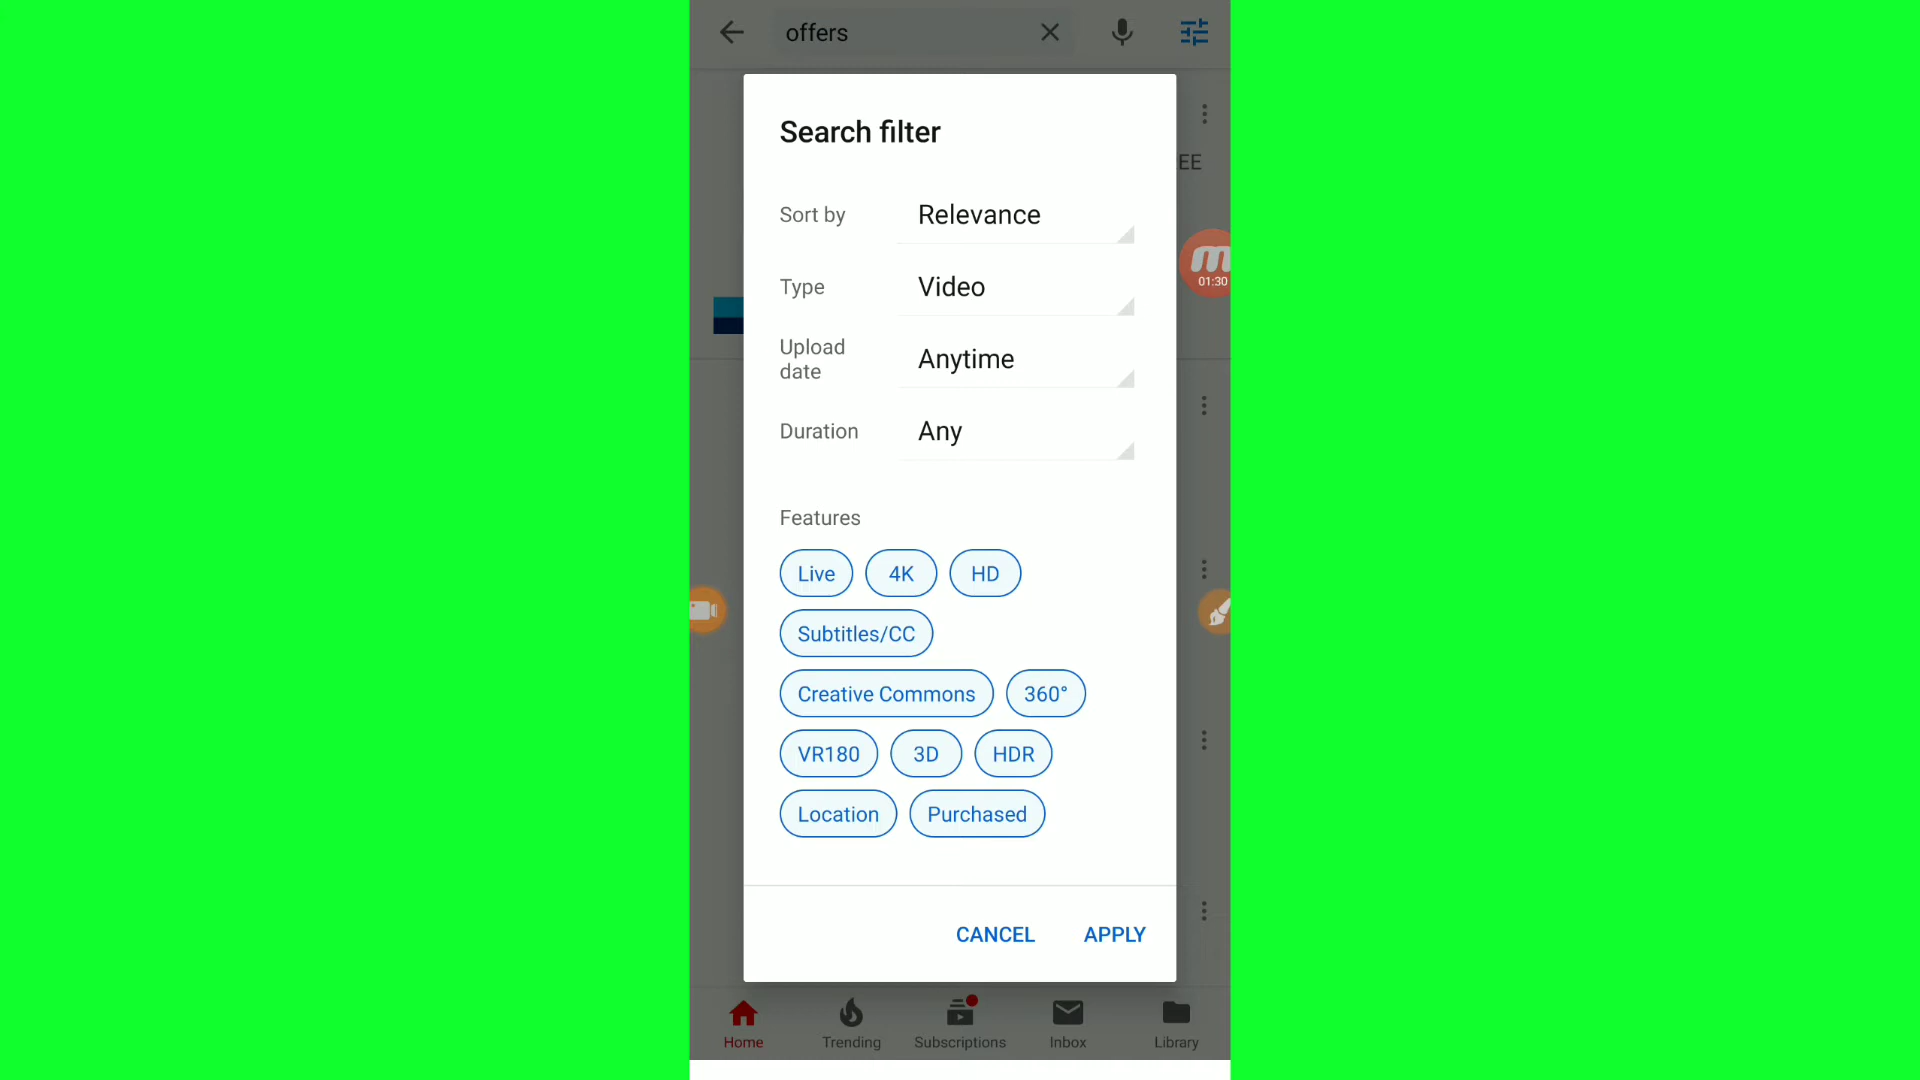 offers
Search filter
EE
Sort by Relevance
01:30
Type Video
Upload date Anytime
Duration Any
Features
Live 4K HD
Subtitles/CC
Creative Commons 360°
VR180 3D HDR
Location Purchased
CANCEL APPLY
Home Trending Subscriptions Inbox Library